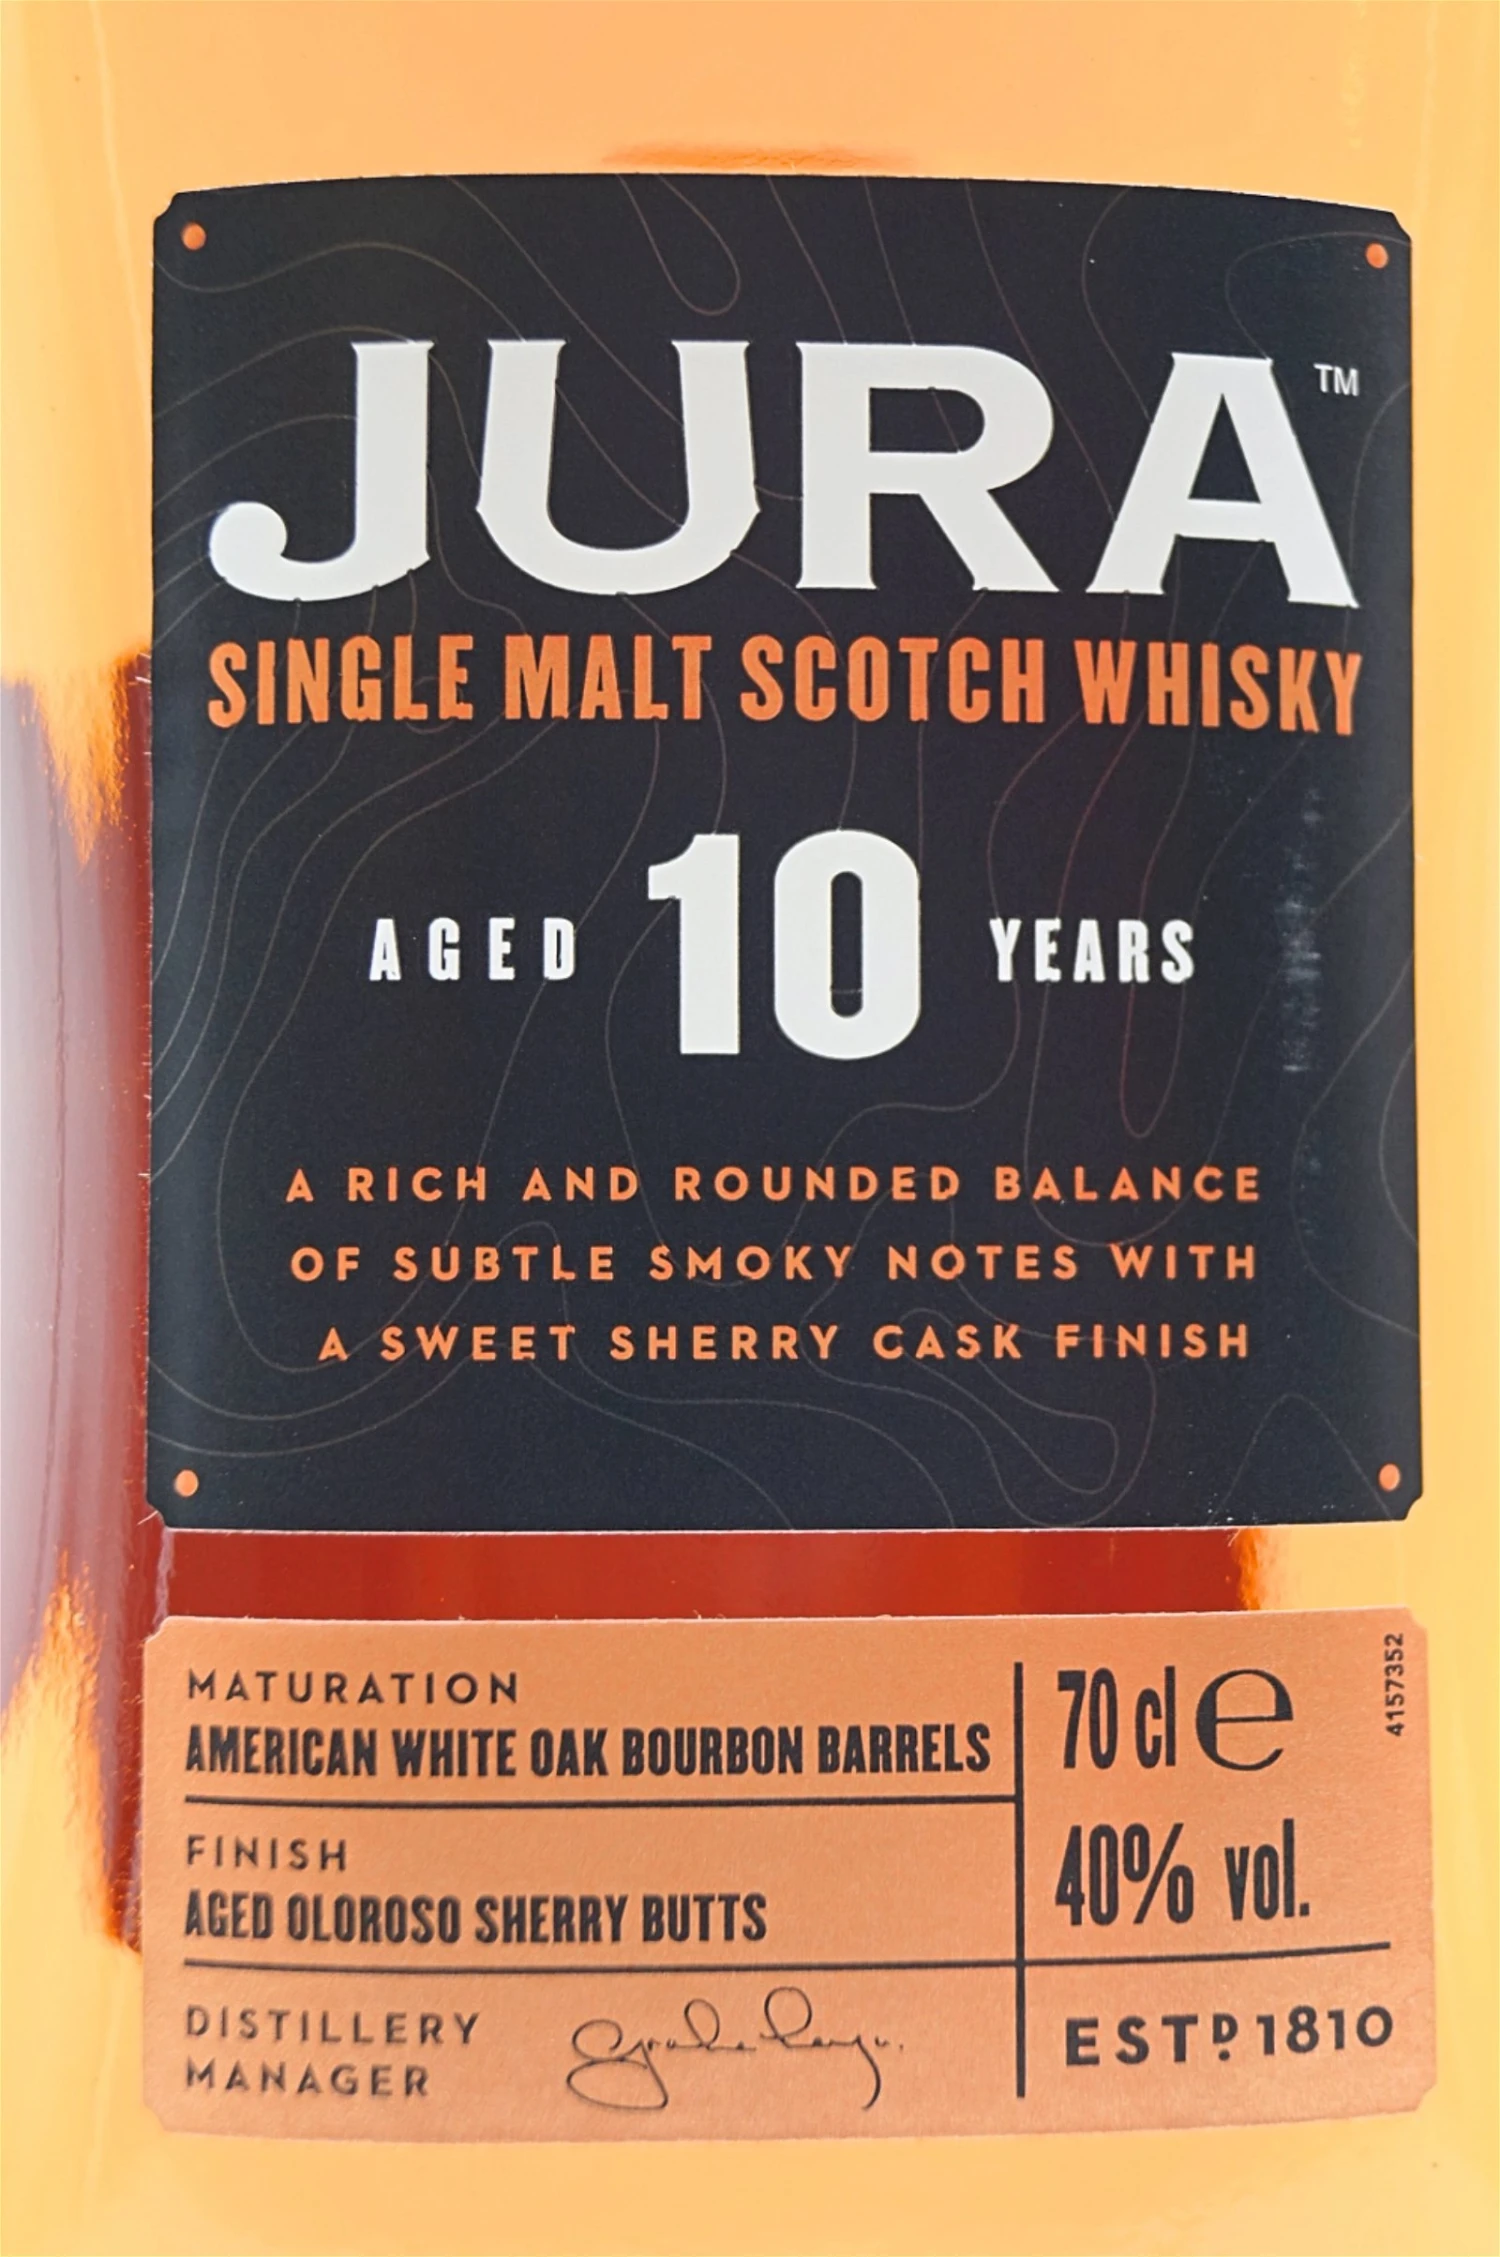 JURA™
SINGLE MALT SCOTCH WHISKY
AGED 10 YEARS
A RICH AND ROUNDED BALANCE
OF SUBTLE SMOKY NOTES WITH
A SWEET SHERRY CASK FINISH
MATURATION
AMERICAN WHITE OAK BOURBON BARRELS
FINISH
AGED OLOROSO SHERRY BUTTS
DISTILLERY
MANAGER
70 cl e
40% vol.
ESTD 1810
4157352